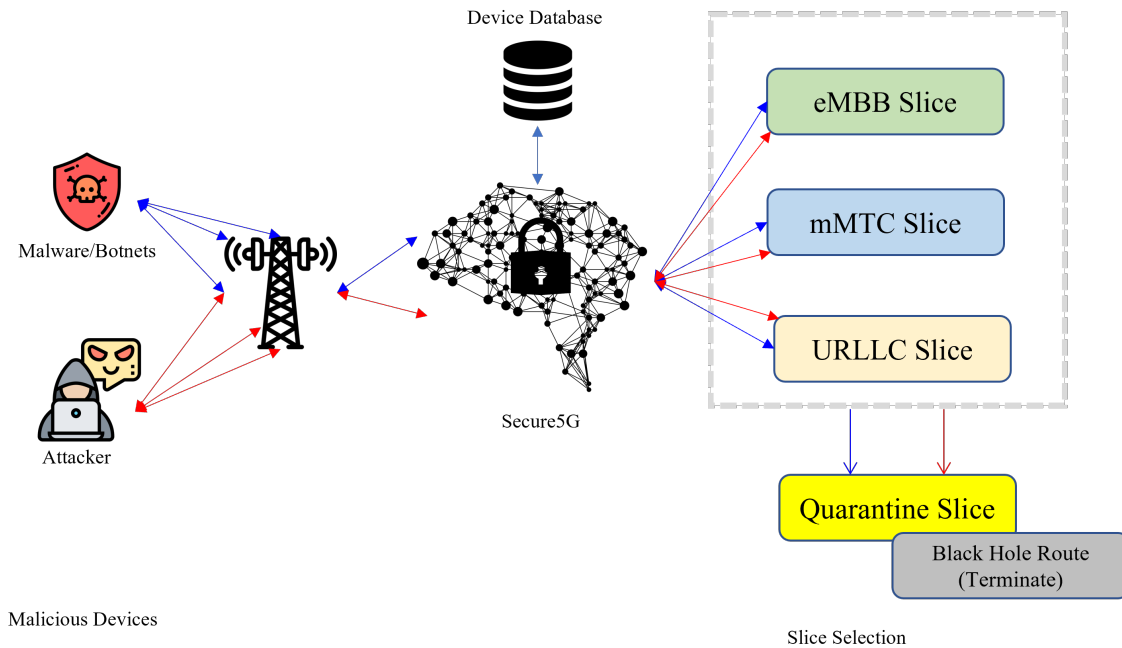 Device Database
eMBB Slice
Malware/Botnets
mMTC Slice
URLLC Slice
Secure5G
Attacker
Quarantine Slice
Black Hole Route
(Terminate)
Malicious Devices
Slice Selection